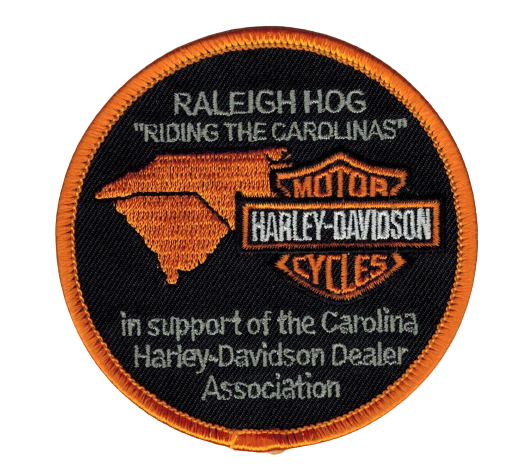 RALEIGH HOG
"RIDING THE CAROLINAS"
MOTOR
HARLEY-DAVIDSON
CYCLES
in support of the Carolina
Harley-Davidson Dealer
Association